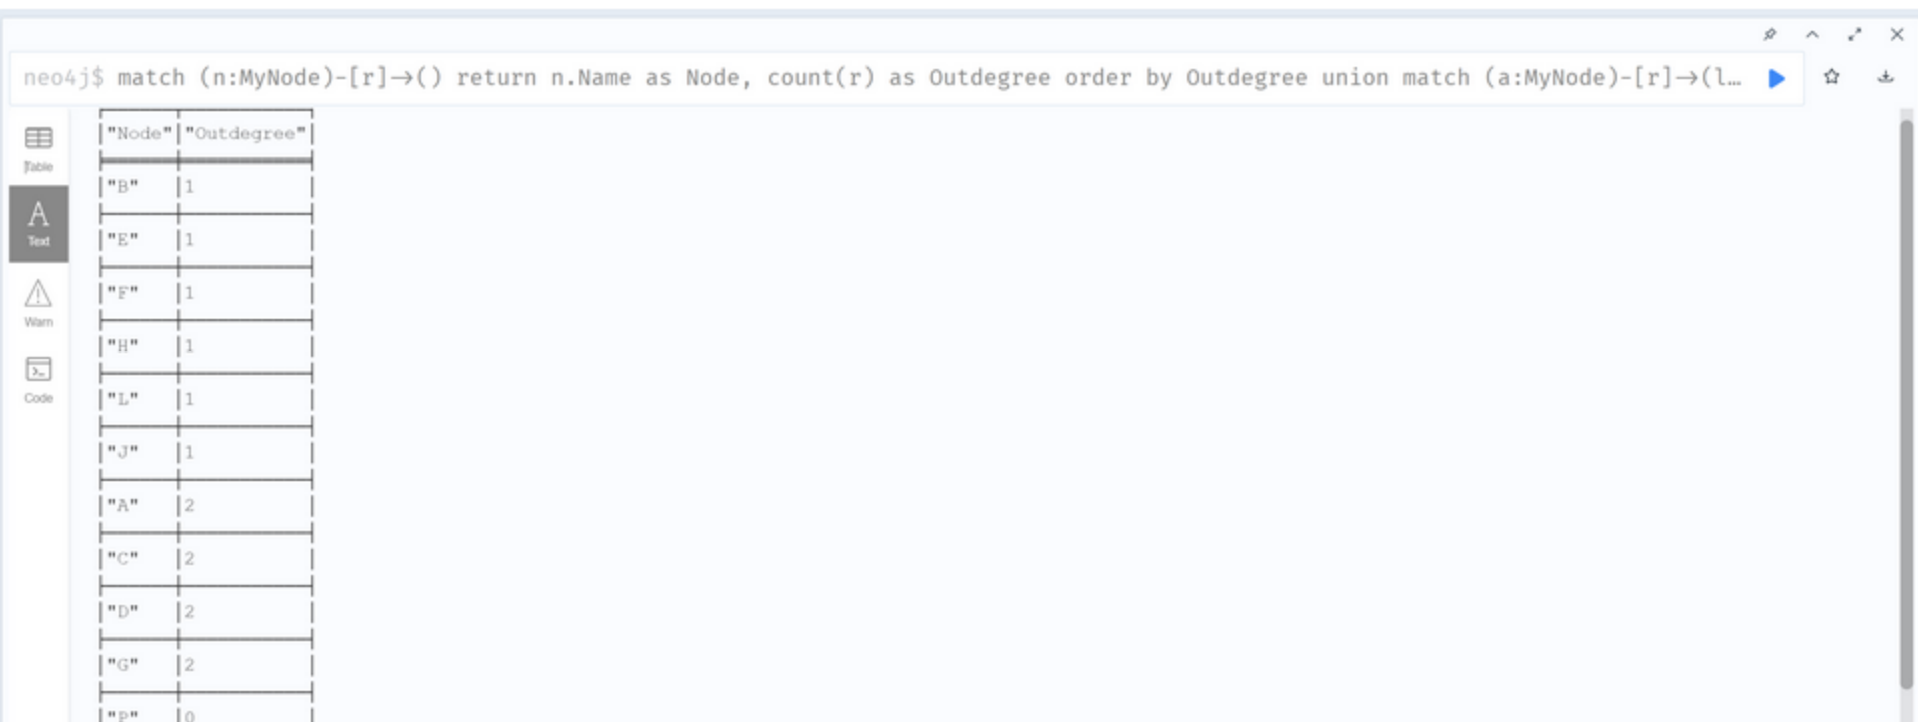 neo4j$ match (n:MyNode)-[r]→() return n.Name as Node, count(r) as Outdegree order by Outdegree union match (a:MyNode)-[r]→(l…
"Node" "Outdegree"
Table
"B" 1
Text
"E" 1
"F" 1
Warn
"H" 1
Code
"L" 1
"J" 1
"A" 2
"C" 2
"D" 2
"G" 2
"P" 0